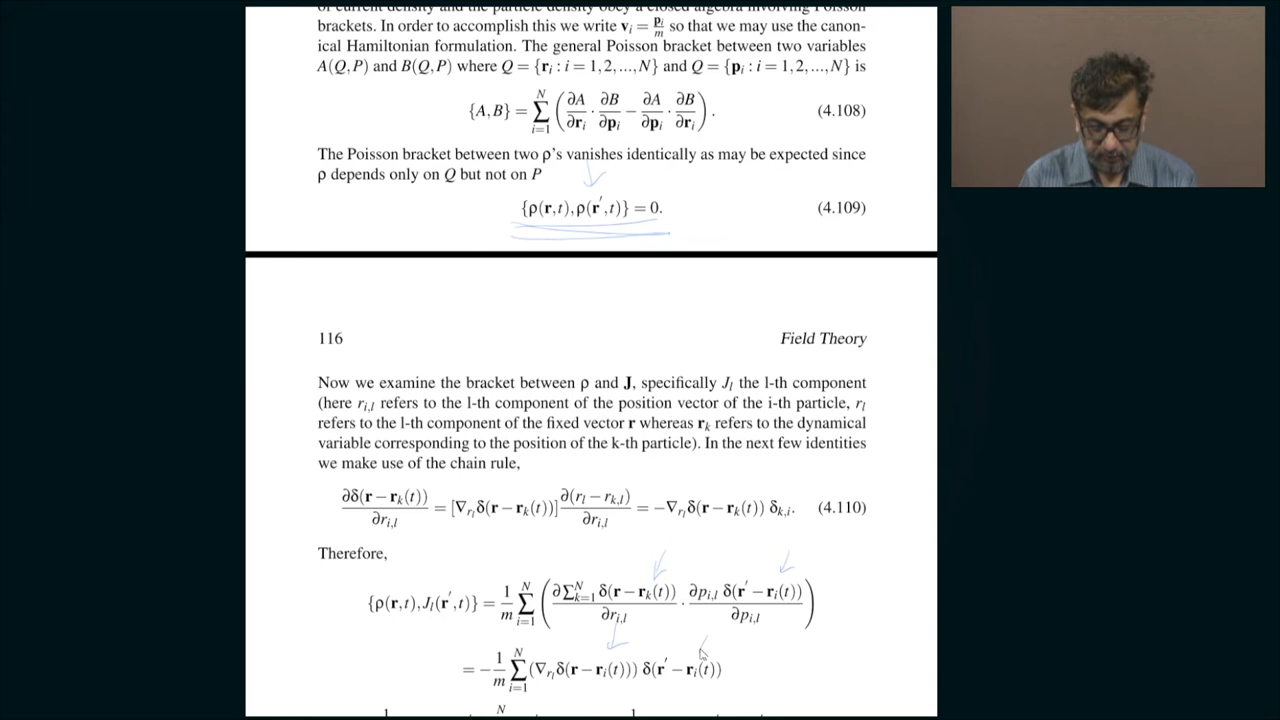 of current density and the particle density obey a closed algebra involving Poisson
brackets. In order to accomplish this we write v_i = p_i/m so that we may use the canon-
ical Hamiltonian formulation. The general Poisson bracket between two variables
A(Q,P) and B(Q,P) where Q = {r_i : i = 1,2,...,N} and Q = {p_i : i = 1,2,...,N} is
{A,B} = ∑_{i=1}^{N} (∂A/∂r_i · ∂B/∂p_i − ∂A/∂p_i · ∂B/∂r_i). (4.108)
The Poisson bracket between two ρ's vanishes identically as may be expected since
ρ depends only on Q but not on P
{ρ(r,t),ρ(r′,t)} = 0. (4.109)
116 Field Theory
Now we examine the bracket between ρ and J, specifically J_l the l-th component
(here r_{i,l} refers to the l-th component of the position vector of the i-th particle, r_l
refers to the l-th component of the fixed vector r whereas r_k refers to the dynamical
variable corresponding to the position of the k-th particle). In the next few identities
we make use of the chain rule,
∂δ(r − r_k(t))/∂r_{i,l} = [∇_{r_l}δ(r − r_k(t))] ∂(r_l − r_{k,l})/∂r_{i,l} = −∇_{r_l}δ(r − r_k(t)) δ_{k,i}. (4.110)
Therefore,
{ρ(r,t),J_l(r′,t)} = 1/m ∑_{i=1}^{N} (∂∑_{k=1}^{N} δ(r − r_k(t))/∂r_{i,l} · ∂p_{i,l} δ(r′ − r_i(t))/∂p_{i,l})
= −1/m ∑_{i=1}^{N} (∇_{r_l}δ(r − r_i(t))) δ(r′ − r_i(t))